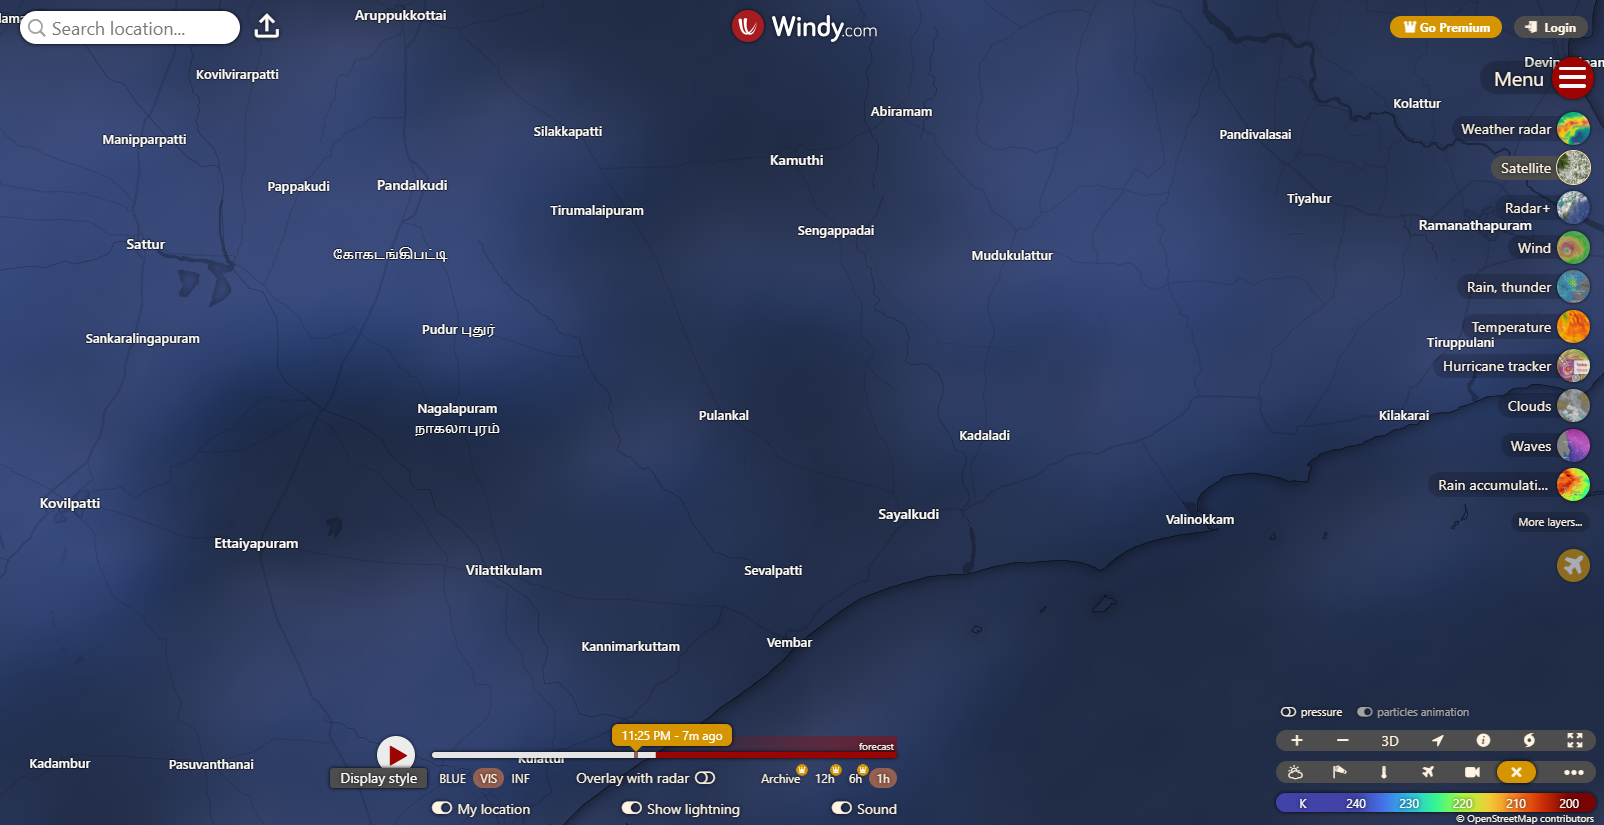 Search location...
Aruppukkottai
Windy.com
Go Premium
Login
Menu
Kovilvirarpatti
Abiramam
Kolattur
Silakkapatti
Pandivalasai
Weather radar
Manipparpatti
Kamuthi
Satellite
Pappakudi
Pandalkudi
Tirumalaipuram
Tiyahur
Radar+
Ramanathapuram
Sengappadai
Sattur
கோகடங்கிபட்டி
Mudukulattur
Wind
Rain, thunder
Pudur புதூர்
Temperature
Sankaralingapuram
Tiruppulani
Hurricane tracker
Nagalapuram
நாகலாபுரம்
Pulankal
Kilakarai
Clouds
Kadaladi
Waves
Rain accumulati...
Kovilpatti
Sayalkudi
Valinokkam
More layers...
Ettaiyapuram
Vilattikulam
Sevalpatti
Kannimarkuttam
Vembar
pressure
particles animation
11:25 PM - 7m ago
forecast
3D
Kadambur
Pasuvanthanai
Display style
BLUE
VIS
INF
Overlay with radar
Archive
12h
6h
1h
My location
Show lightning
Sound
K 240 230 220 210 200
© OpenStreetMap contributors